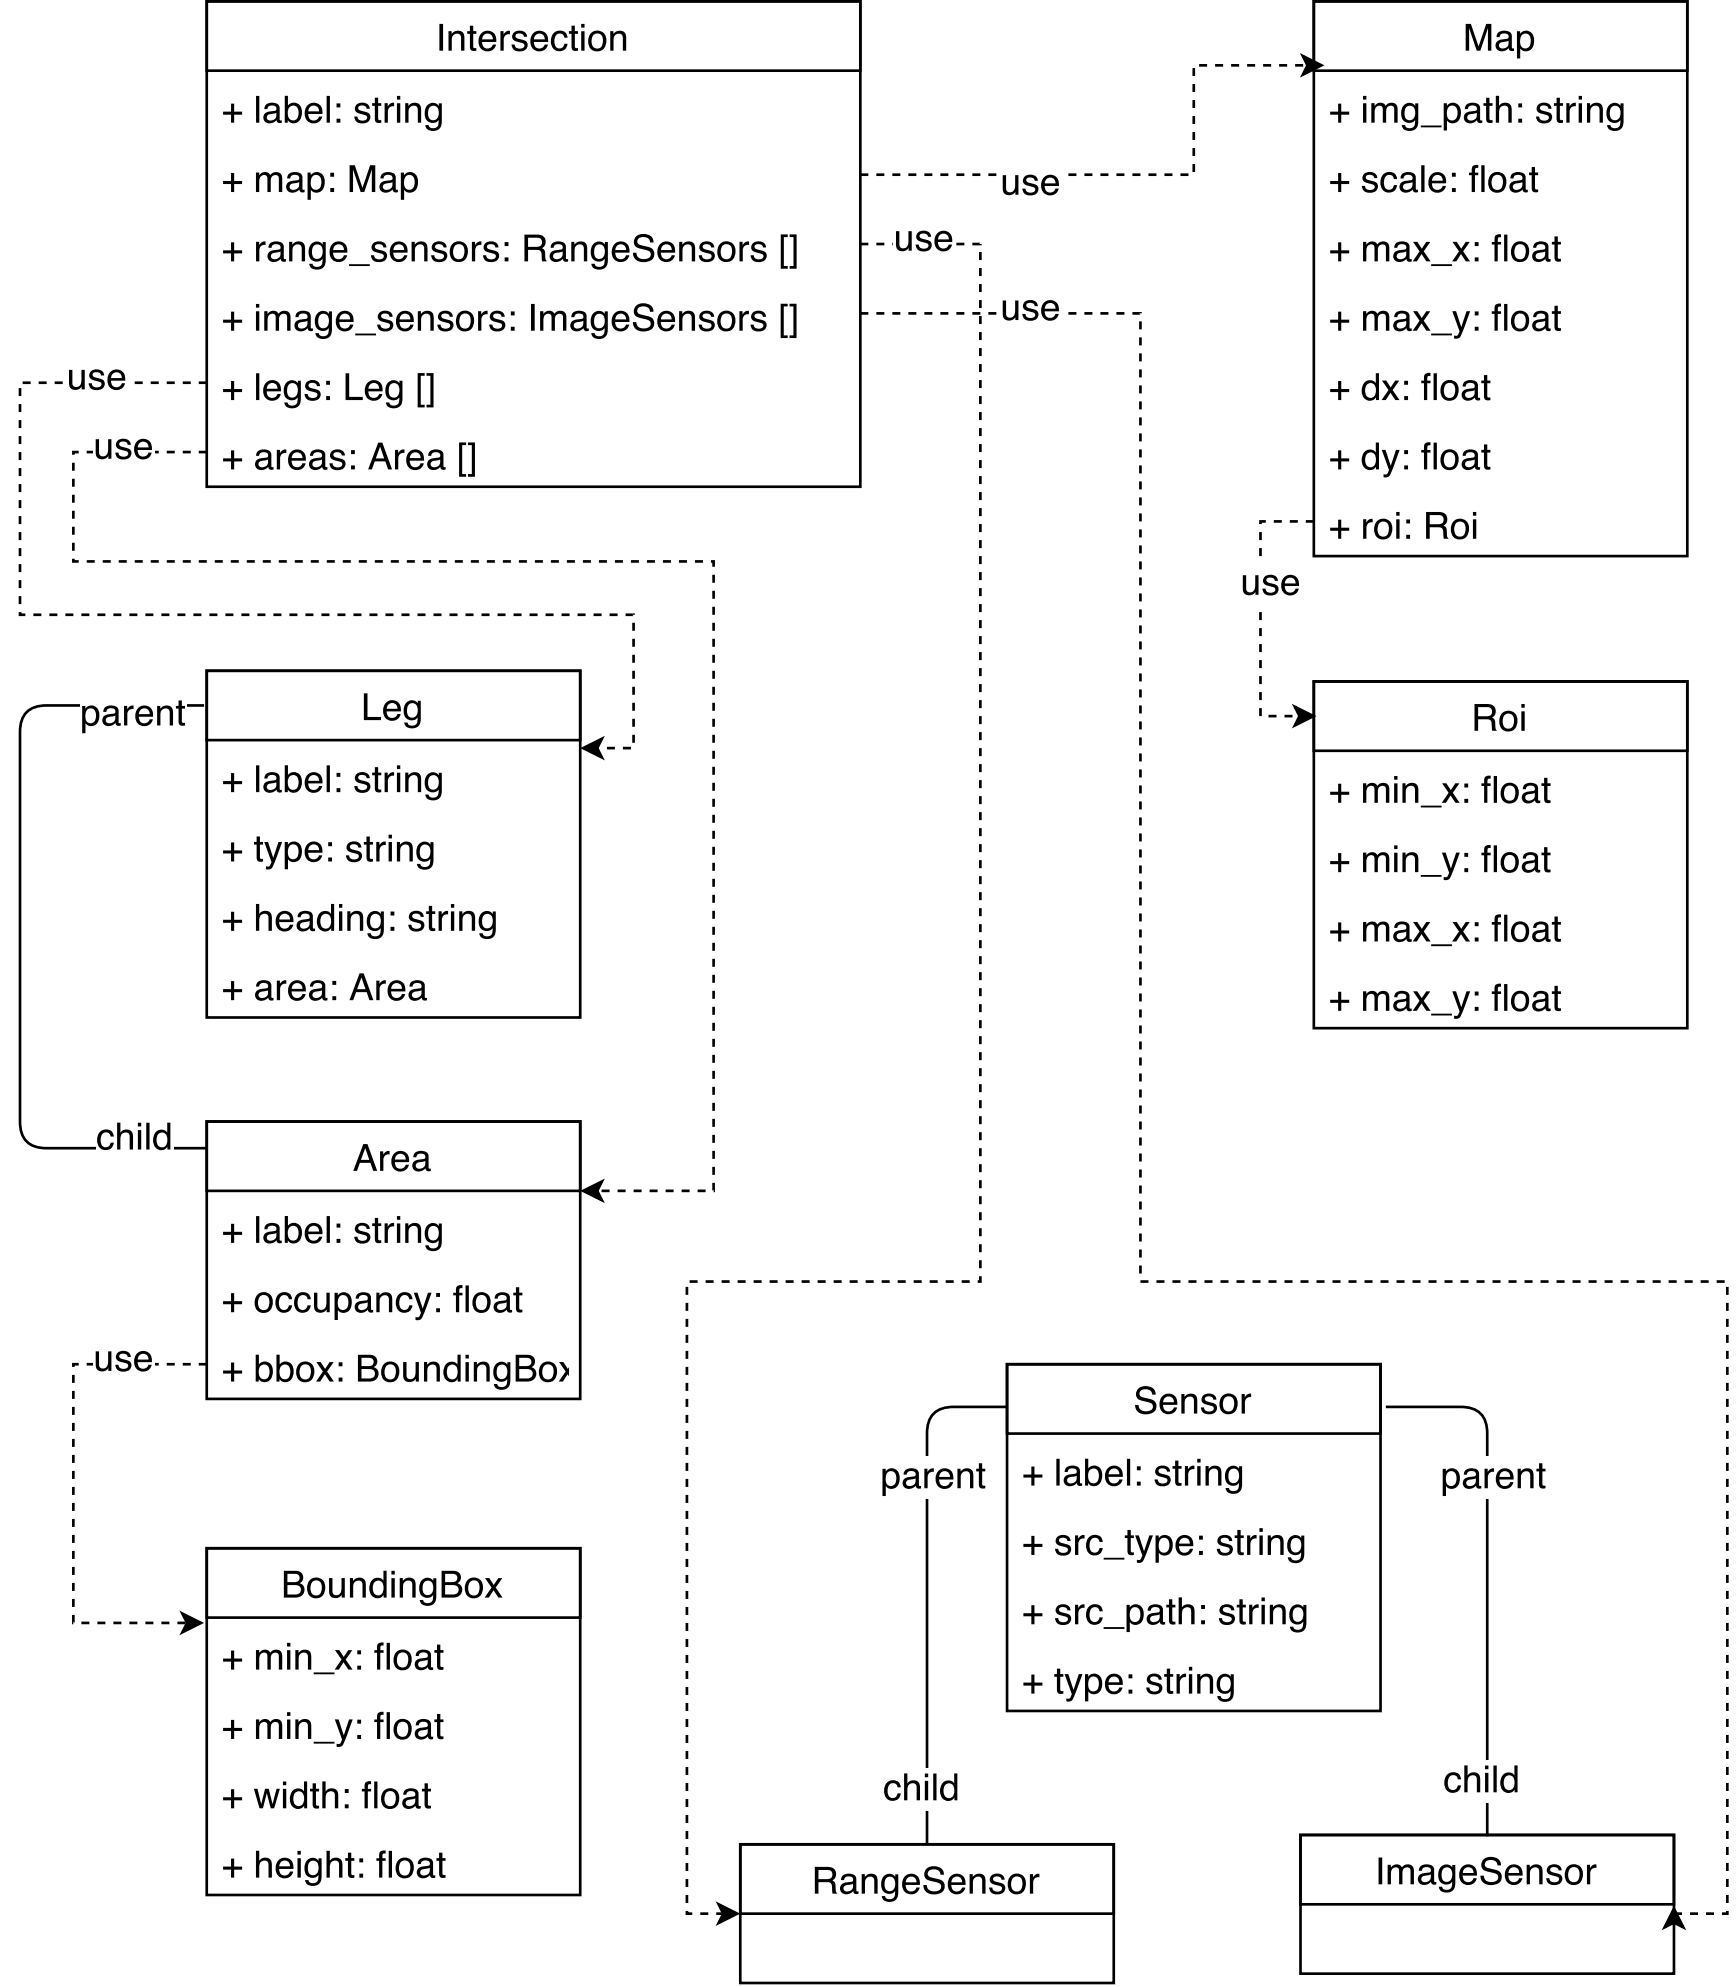 Intersection
+ label: string
+ map: Map
+ range_sensors: RangeSensors []
+ image_sensors: ImageSensors []
+ legs: Leg []
+ areas: Area []
use
use
use
use
use
Map
+ img_path: string
+ scale: float
+ max_x: float
+ max_y: float
+ dx: float
+ dy: float
+ roi: Roi
use
Roi
+ min_x: float
+ min_y: float
+ max_x: float
+ max_y: float
parent
Leg
+ label: string
+ type: string
+ heading: string
+ area: Area
child
Area
+ label: string
+ occupancy: float
+ bbox: BoundingBox
use
BoundingBox
+ min_x: float
+ min_y: float
+ width: float
+ height: float
Sensor
+ label: string
+ src_type: string
+ src_path: string
+ type: string
parent
parent
child
child
RangeSensor
ImageSensor